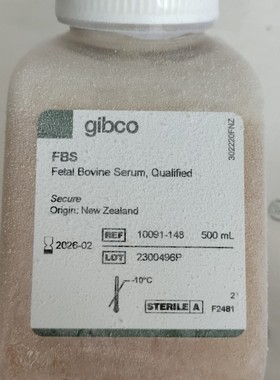 gibco
FBS
Fetal Bovine Serum, Qualified
Secure
Origin: New Zealand
2026-02
REF 10091-148 500 mL
LOT 2300496P
-10°C
STERILE A
F2481
302220FNZ